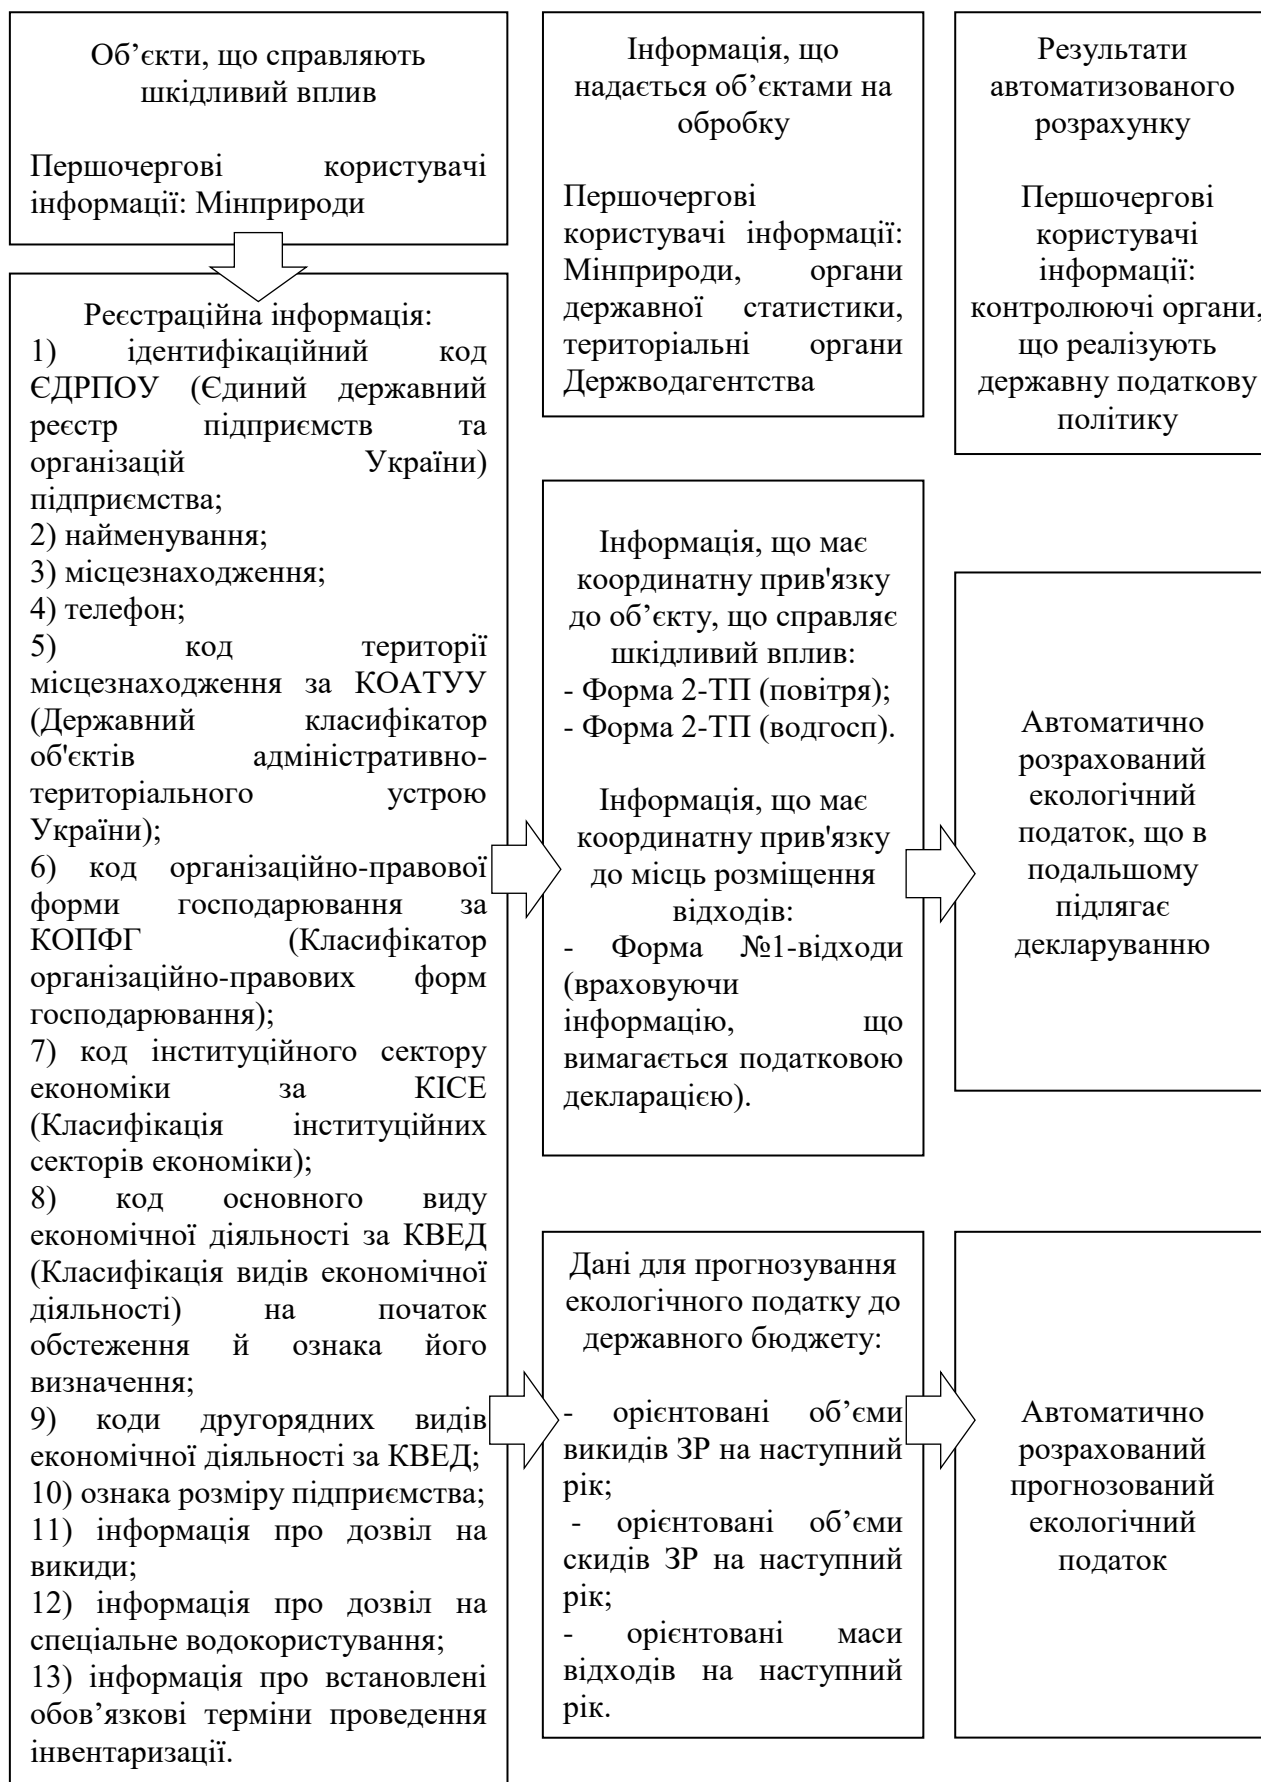 Об’єкти, що справляють
шкідливий вплив
Першочергові користувачі
інформації: Мінприроди
Реєстраційна інформація:
1) ідентифікаційний код
ЄДРПОУ (Єдиний державний
реєстр підприємств та
організацій України)
підприємства;
2) найменування;
3) місцезнаходження;
4) телефон;
5) код території
місцезнаходження за КОАТУУ
(Державний класифікатор
об'єктів адміністративно-
територіального устрою
України);
6) код організаційно-правової
форми господарювання за
КОПФГ (Класифікатор
організаційно-правових форм
господарювання);
7) код інституційного сектору
економіки за КІСЕ
(Класифікація інституційних
секторів економіки);
8) код основного виду
економічної діяльності за КВЕД
(Класифікація видів економічної
діяльності) на початок
обстеження й ознака його
визначення;
9) коди другорядних видів
економічної діяльності за КВЕД;
10) ознака розміру підприємства;
11) інформація про дозвіл на
викиди;
12) інформація про дозвіл на
спеціальне водокористування;
13) інформація про встановлені
обов’язкові терміни проведення
інвентаризації.
Інформація, що
надається об’єктами на
обробку
Першочергові
користувачі інформації:
Мінприроди, органи
державної статистики,
територіальні органи
Держводагентства
Інформація, що має
координатну прив'язку
до об’єкту, що справляє
шкідливий вплив:
- Форма 2-ТП (повітря);
- Форма 2-ТП (водгосп).
Інформація, що має
координатну прив'язку
до місць розміщення
відходів:
- Форма №1-відходи
(враховуючи
інформацію, що
вимагається податковою
декларацією).
Дані для прогнозування
екологічного податку до
державного бюджету:
- орієнтовані об’єми
викидів ЗР на наступний
рік;
- орієнтовані об’єми
скидів ЗР на наступний
рік;
- орієнтовані маси
відходів на наступний
рік.
Результати
автоматизованого
розрахунку
Першочергові
користувачі
інформації:
контролюючі органи,
що реалізують
державну податкову
політику
Автоматично
розрахований
екологічний
податок, що в
подальшому
підлягає
декларуванню
Автоматично
розрахований
прогнозований
екологічний
податок